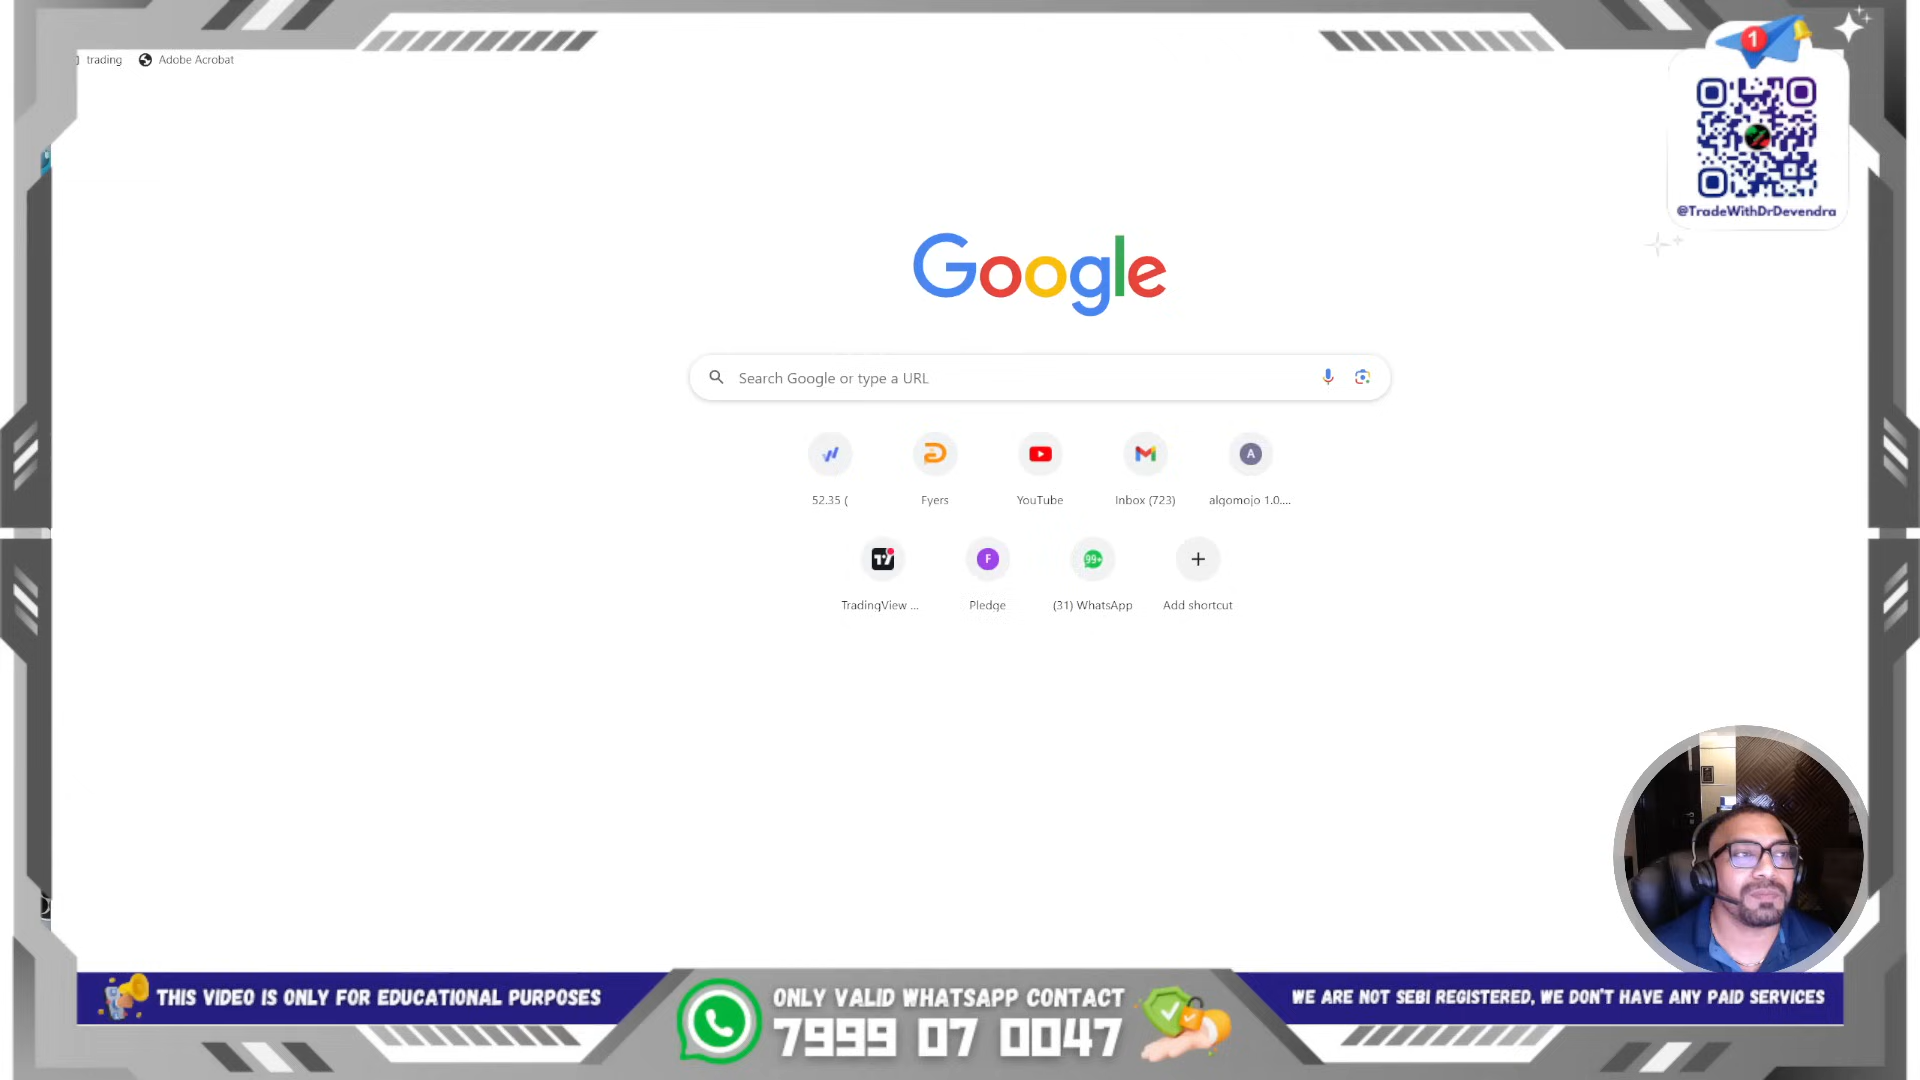 trading
Adobe Acrobat
1
@TradeWithDrDevendra
Google
Search Google or type a URL
52.35 (
Fyers
YouTube
Inbox (723)
A
algomojo 1.0....
TradingView ...
F
Pledge
99+
(31) WhatsApp
Add shortcut
THIS VIDEO IS ONLY FOR EDUCATIONAL PURPOSES
ONLY VALID WHATSAPP CONTACT
7999 07 0047
WE ARE NOT SEBI REGISTERED, WE DON'T HAVE ANY PAID SERVICES